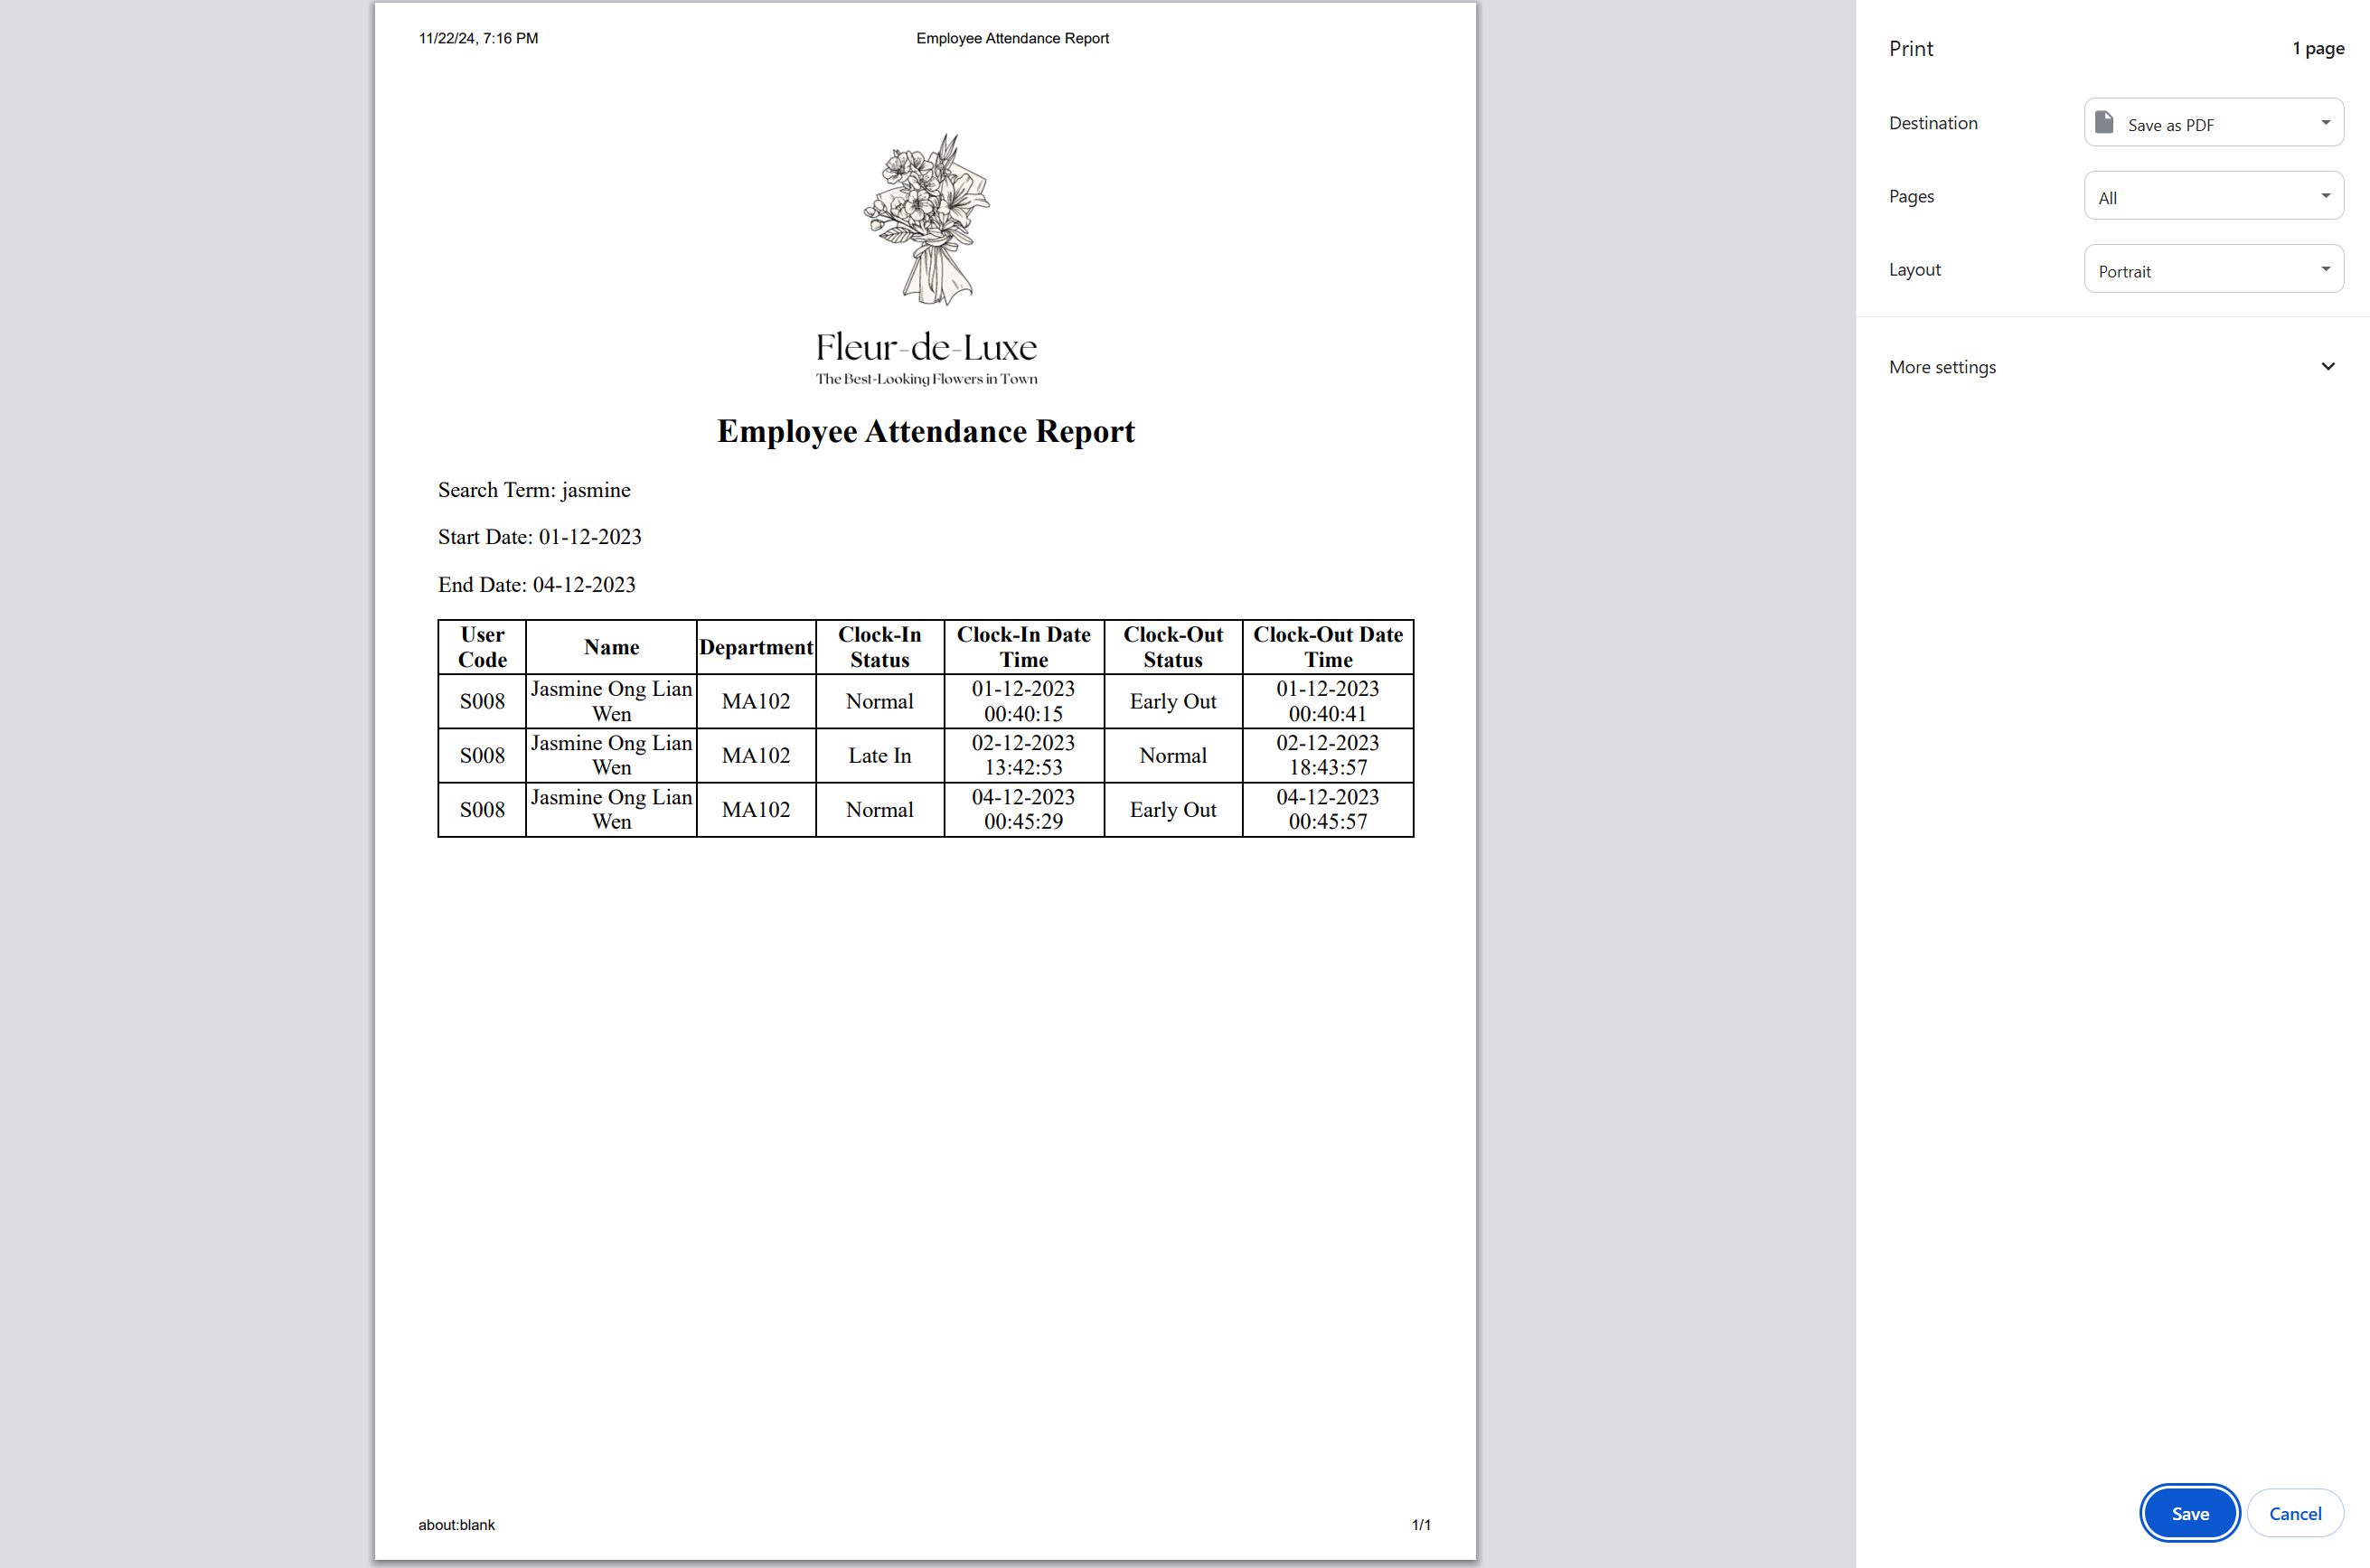 11/22/24, 7:16 PM
Employee Attendance Report
Fleur-de-Luxe
The Best-Looking Flowers in Town
Employee Attendance Report
Search Term: jasmine
Start Date: 01-12-2023
End Date: 04-12-2023
User Code | Name | Department | Clock-In Status | Clock-In Date Time | Clock-Out Status | Clock-Out Date Time
S008 | Jasmine Ong Lian Wen | MA102 | Normal | 01-12-2023 00:40:15 | Early Out | 01-12-2023 00:40:41
S008 | Jasmine Ong Lian Wen | MA102 | Late In | 02-12-2023 13:42:53 | Normal | 02-12-2023 18:43:57
S008 | Jasmine Ong Lian Wen | MA102 | Normal | 04-12-2023 00:45:29 | Early Out | 04-12-2023 00:45:57
about:blank
1/1
Print
1 page
Destination
Save as PDF
Pages
All
Layout
Portrait
More settings
Save
Cancel